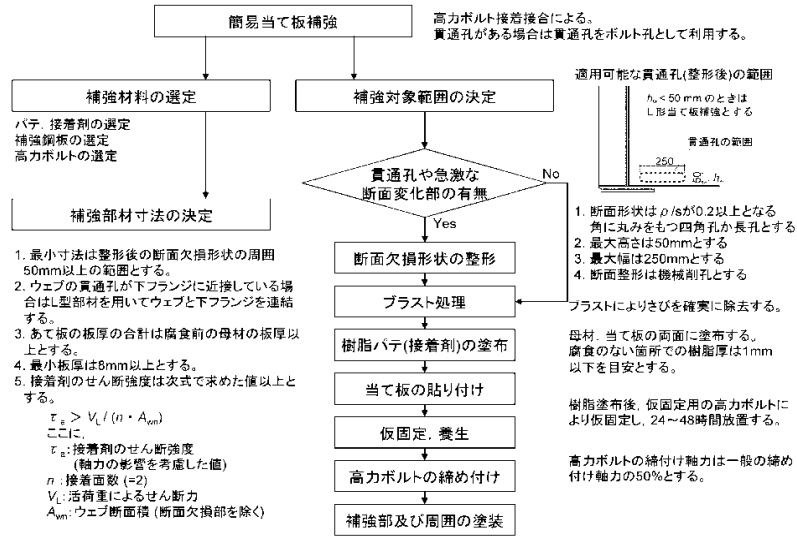 簡易当て板補強
高力ボルト接着接合による。
貫通孔がある場合は貫通孔をボルト孔として利用する。
補強材料の選定
パテ，接着剤の選定
補強鋼板の選定
高力ボルトの選定
補強部材寸法の決定
1. 最小寸法は整形後の断面欠損形状の周囲
50mm以上の範囲とする。
2. ウェブの貫通孔が下フランジに近接している場
合はL型部材を用いてウェブと下フランジを連結
する。
3. あて板の板厚の合計は腐食前の母材の板厚以
上とする。
4. 最小板厚は8mm以上とする。
5. 接着剤のせん断強度は次式で求めた値以上と
する。
τa > VL / (n・Awn)
ここに，
τa：接着剤のせん断強度
(軸力の影響を考慮した値)
n：接着面数 (=2)
VL：活荷重によるせん断力
Awn：ウェブ断面積 (断面欠損部を除く)
補強対象範囲の決定
貫通孔や急激な
断面変化部の有無
No
Yes
断面欠損形状の整形
ブラスト処理
樹脂パテ(接着剤)の塗布
当て板の貼り付け
仮固定，養生
高力ボルトの締め付け
補強部及び周囲の塗装
適用可能な貫通孔(整形後)の範囲
hw < 50 mm のときは
L形当て板補強とする
貫通孔の範囲
250
50
hw
1. 断面形状はρ/sが0.2以上となる
角に丸みをもつ四角孔か長孔とする
2. 最大高さは50mmとする
3. 最大幅は250mmとする
4. 断面整形は機械削孔とする
ブラストによりさびを確実に除去する。
母材，当て板の両面に塗布する。
腐食のない箇所での樹脂厚は1mm
以下を目安とする。
樹脂塗布後，仮固定用の高力ボルトに
より仮固定し，24～48時間放置する。
高力ボルトの締付け軸力は一般の締め
付け軸力の50%とする。